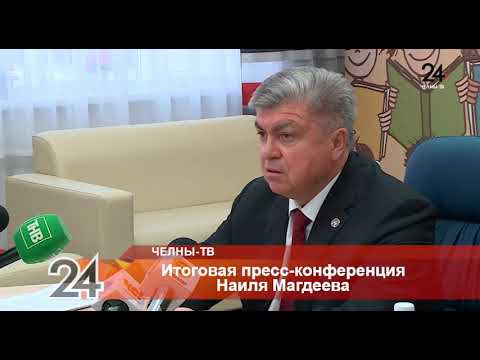 24
ЧЕЛНЫ-ТВ
ТНВ
24
ЧЕЛНЫ-ТВ
Итоговая пресс-конференция
Наиля Магдеева